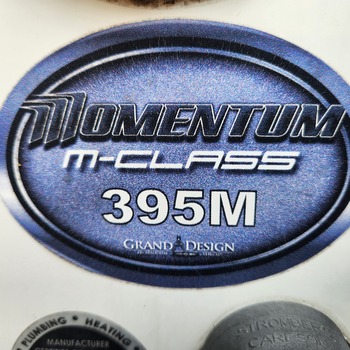 MOMENTUM
M-CLASS
395M
GRAND DESIGN
PLUMBING • HEATING
MANUFACTURER